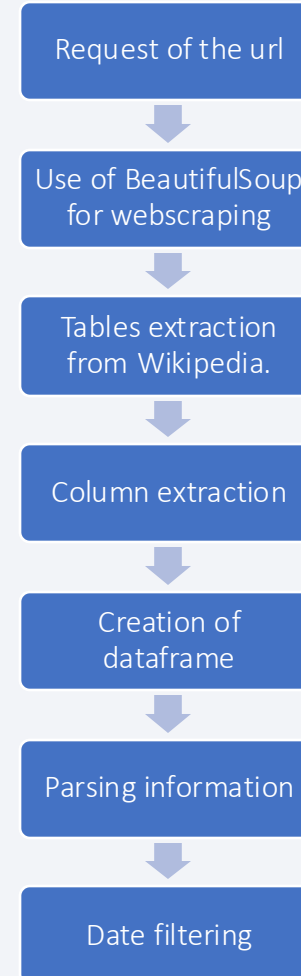 Request of the url
Use of BeautifulSoup
for webscraping
Tables extraction
from Wikipedia.
Column extraction
Creation of
dataframe
Parsing information
Date filtering